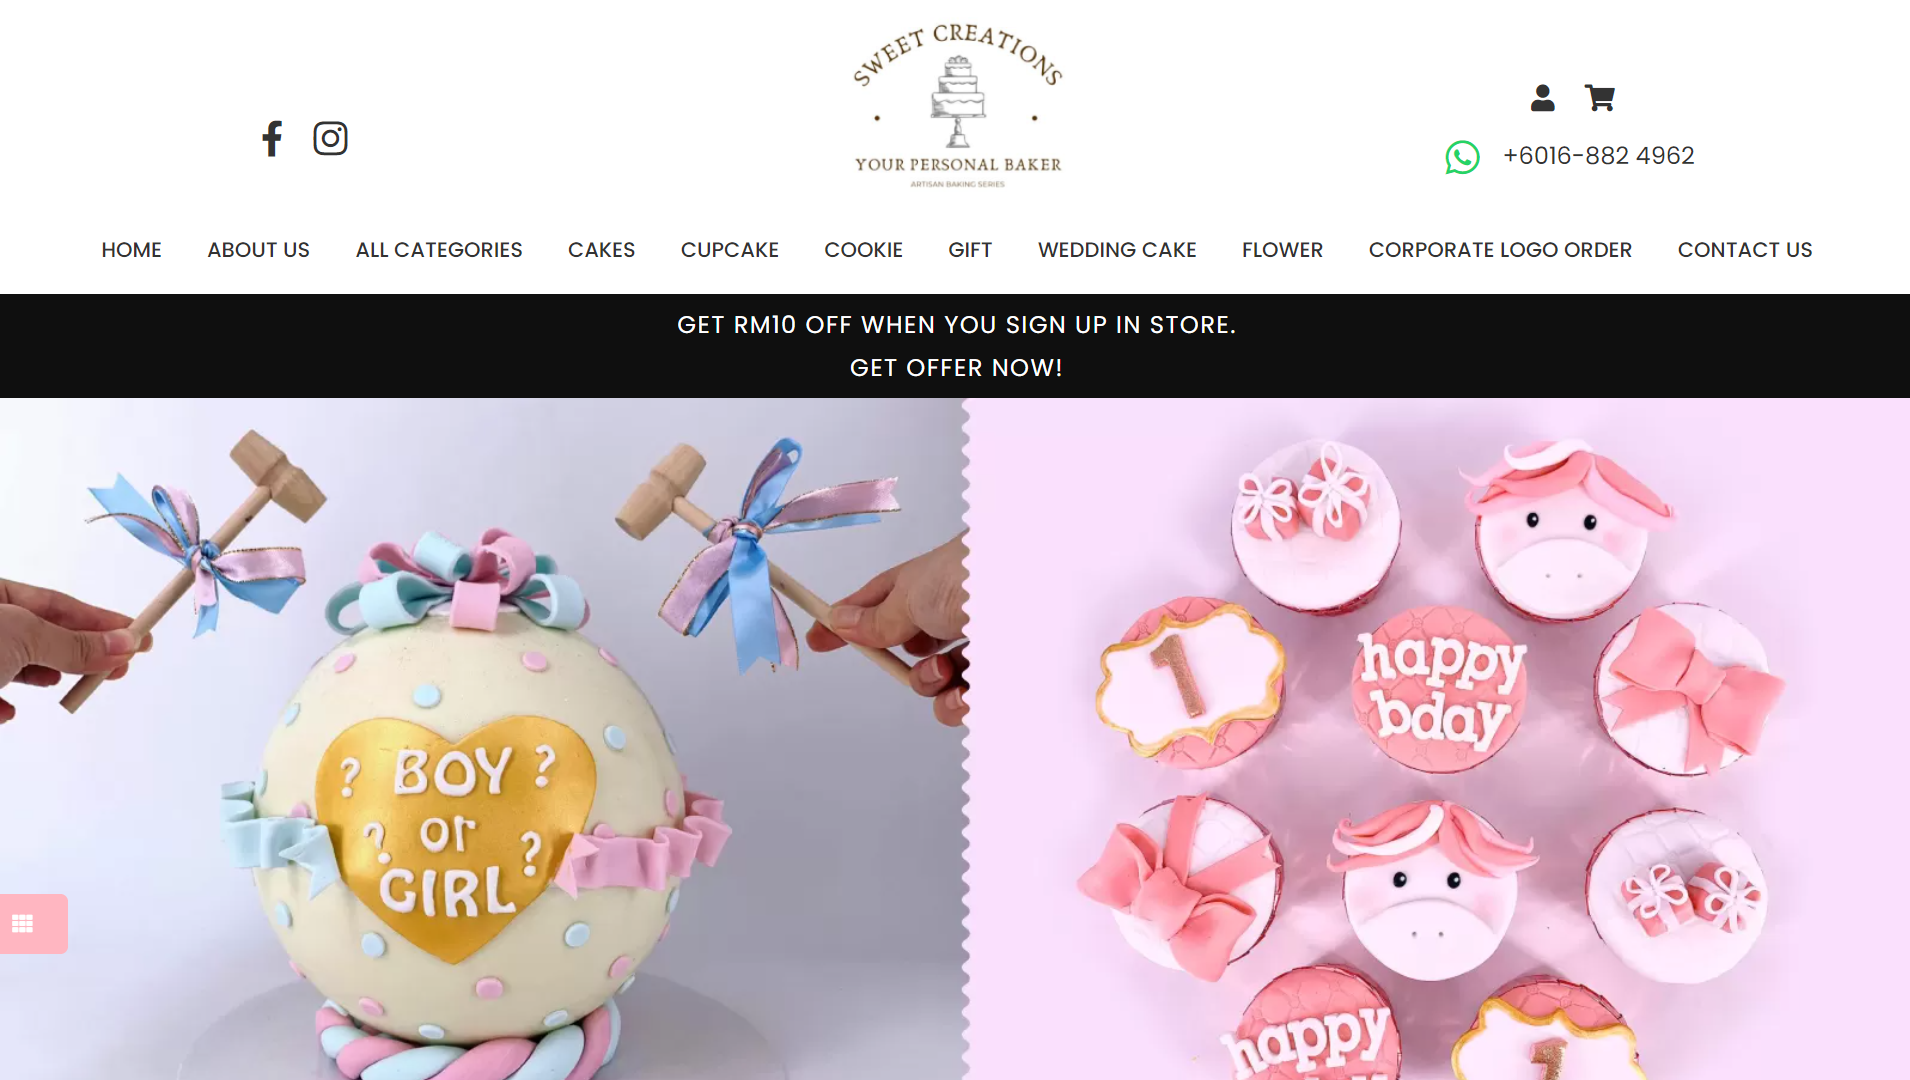 SWEET CREATIONS
YOUR PERSONAL BAKER
ARTISAN BAKING SERIES
+6016-882 4962
HOME ABOUT US ALL CATEGORIES CAKES CUPCAKE COOKIE GIFT WEDDING CAKE FLOWER CORPORATE LOGO ORDER CONTACT US
GET RM10 OFF WHEN YOU SIGN UP IN STORE.
GET OFFER NOW!
? BOY ?
? or ?
GIRL
1
happy
bday
happy
1